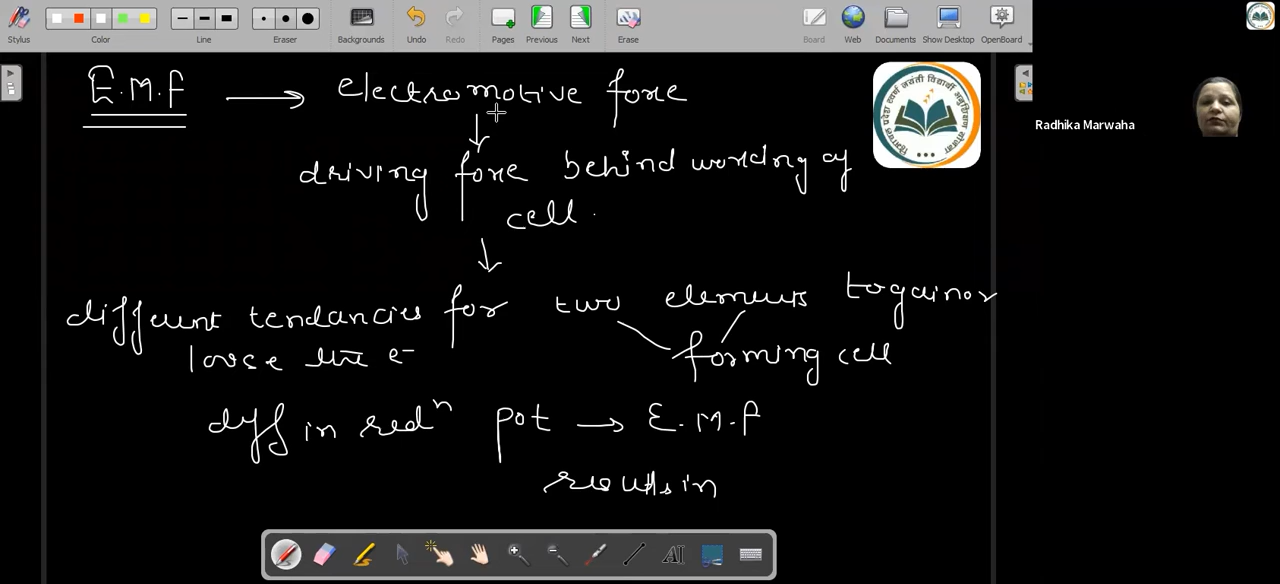 Stylus Color Line Eraser Backgrounds Undo Redo Pages Previous Next Erase Board Web Documents Show Desktop OpenBoard
E.M.F → electromotive force
↓
driving force behind working of
cell.
↓
different tendancies for two elements to gain or
loose the e⁻ forming cell
diff in redⁿ pot → E.M.F
results in
Radhika Marwaha